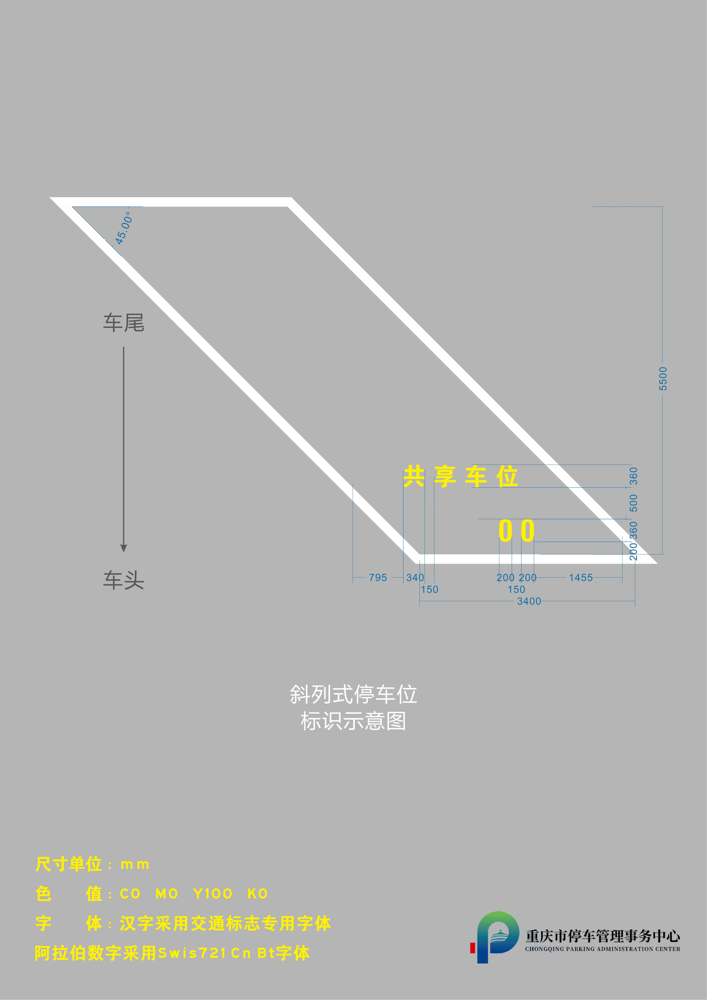 45.00°
车尾
5500
共享车位
360
500
00
360
200
车头
795 340 200 200 1455
150 150
3400
斜列式停车位
标识示意图
尺寸单位：mm
色 值：C0 M0 Y100 K0
字 体：汉字采用交通标志专用字体
阿拉伯数字采用Swis721 Cn Bt字体
重庆市停车管理事务中心
CHONGQING PARKING ADMINISTRATION CENTER